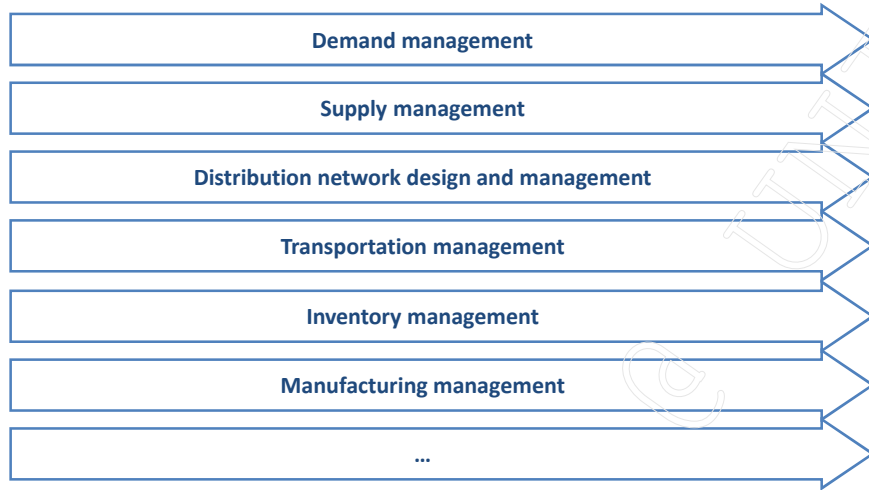 Demand management
Supply management
Distribution network design and management
Transportation management
Inventory management
Manufacturing management
…